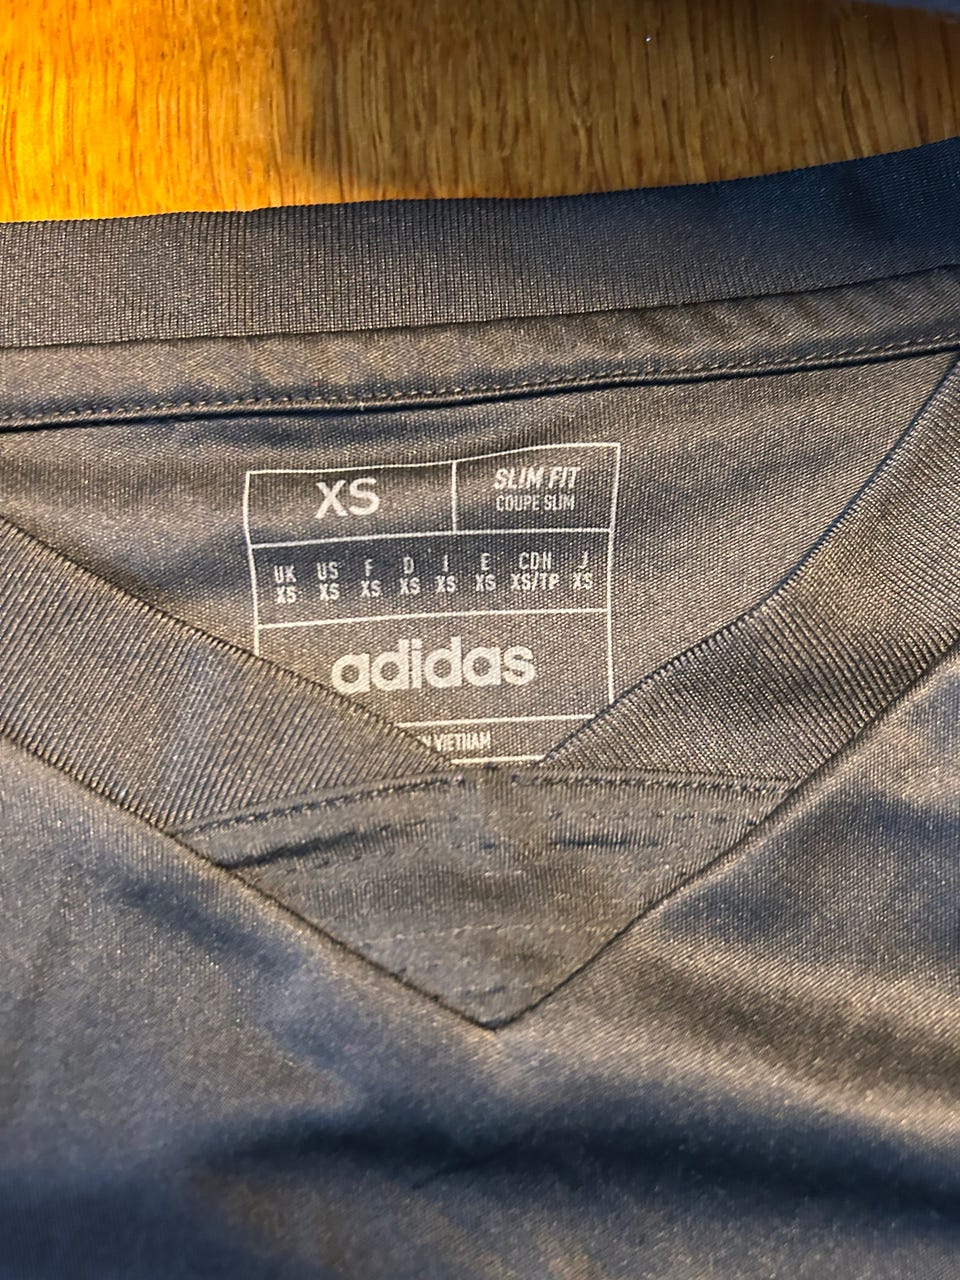 XS
SLIM FIT
COUPE SLIM
UK US F D I E CDN J
XS XS XS XS XS XS XS/TP XS
adidas
VIETNAM